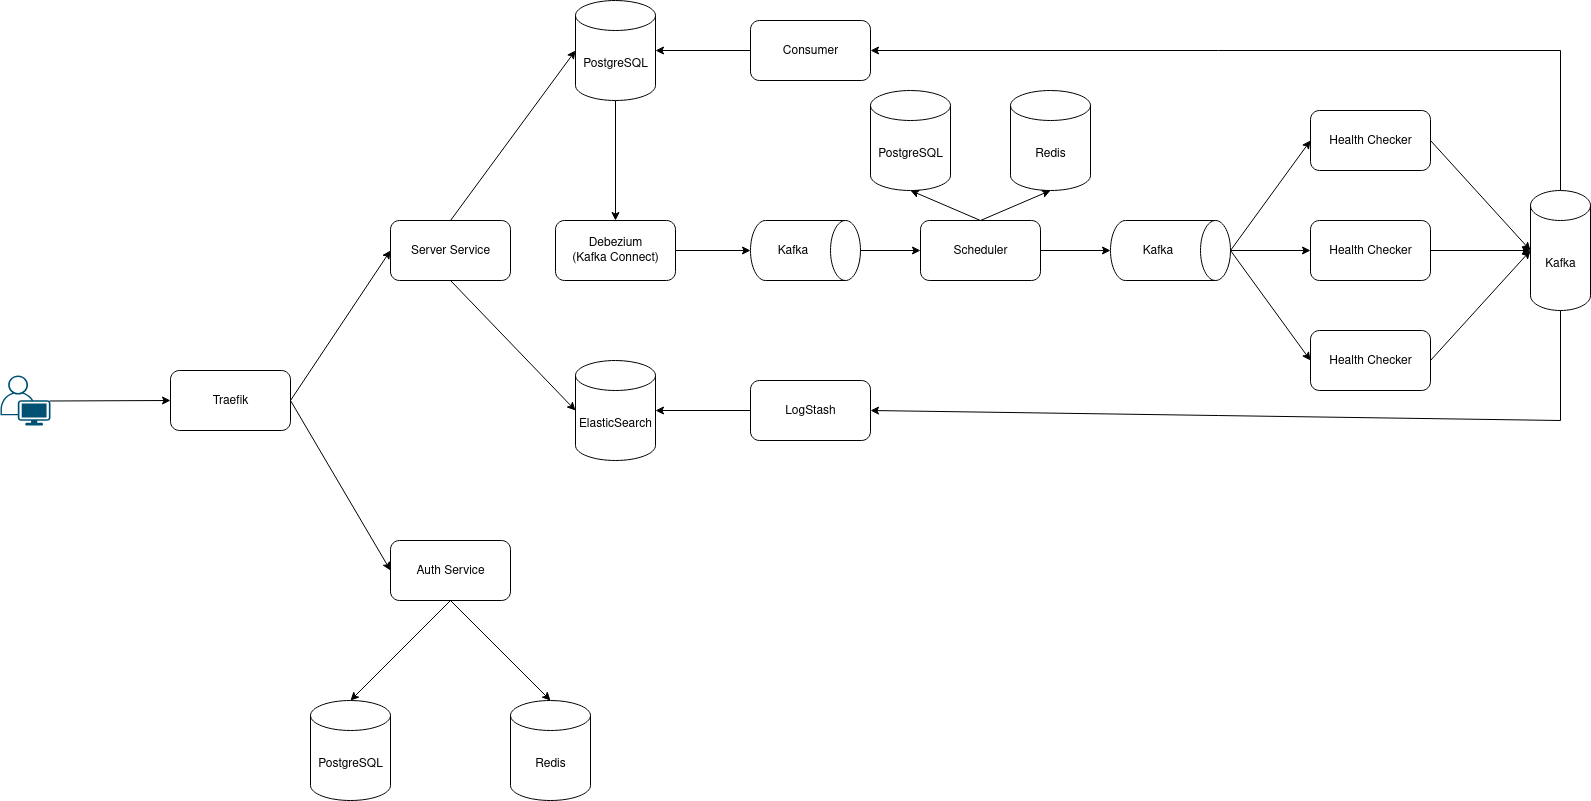 PostgreSQL
Consumer
PostgreSQL
Redis
Health Checker
Server Service
Debezium
(Kafka Connect)
Kafka
Scheduler
Kafka
Health Checker
Kafka
Health Checker
Traefik
ElasticSearch
LogStash
Auth Service
PostgreSQL
Redis